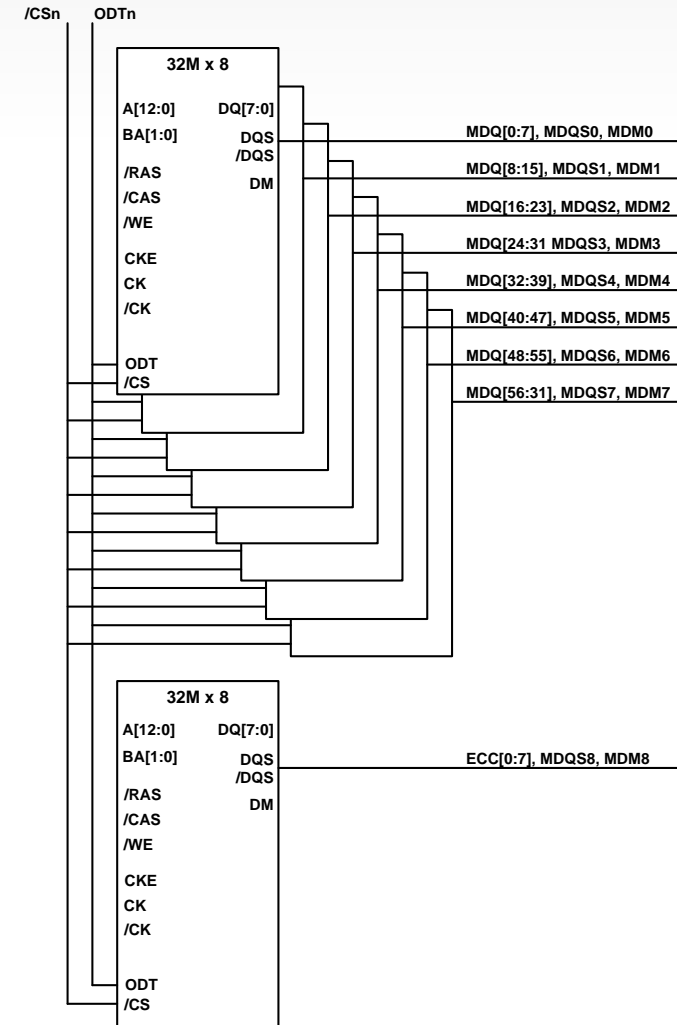 /CSn ODTn
32M x 8
A[12:0] DQ[7:0]
BA[1:0] DQS
/DQS
/RAS
DM
/CAS
/WE
CKE
CK
/CK
ODT
/CS
MDQ[0:7], MDQS0, MDM0
MDQ[8:15], MDQS1, MDM1
MDQ[16:23], MDQS2, MDM2
MDQ[24:31 MDQS3, MDM3
MDQ[32:39], MDQS4, MDM4
MDQ[40:47], MDQS5, MDM5
MDQ[48:55], MDQS6, MDM6
MDQ[56:31], MDQS7, MDM7
32M x 8
A[12:0] DQ[7:0]
BA[1:0] DQS
/DQS
/RAS
DM
/CAS
/WE
CKE
CK
/CK
ODT
/CS
ECC[0:7], MDQS8, MDM8